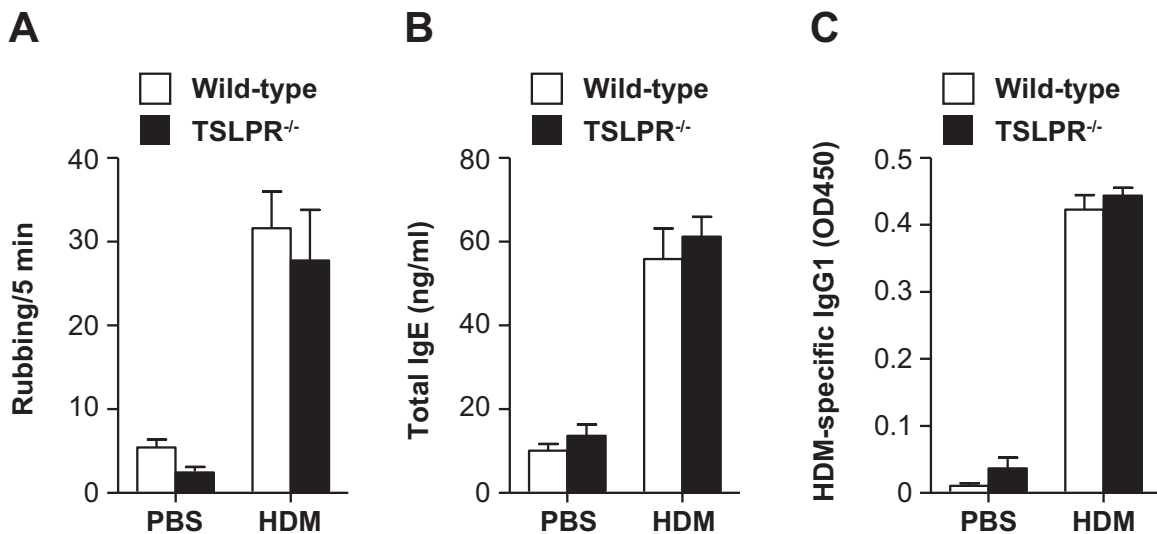 A
Wild-type
TSLPR-/-
Rubbing/5 min
40
30
20
10
0
PBS HDM
B
Wild-type
TSLPR-/-
Total IgE (ng/ml)
80
60
40
20
0
PBS HDM
C
Wild-type
TSLPR-/-
HDM-specific IgG1 (OD450)
0.5
0.4
0.3
0.2
0.1
0
PBS HDM